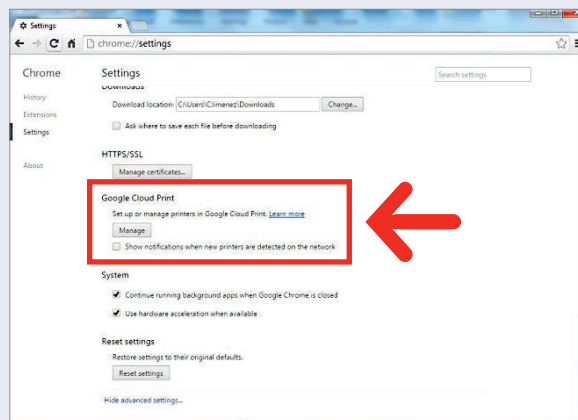 Settings
chrome://settings
Chrome
Settings
Search settings
History
Extensions
Settings
About
Downloads
Download location: C:\Users\CJimenez\Downloads Change...
Ask where to save each file before downloading
HTTPS/SSL
Manage certificates...
Google Cloud Print
Set up or manage printers in Google Cloud Print. Learn more
Manage
Show notifications when new printers are detected on the network
System
Continue running background apps when Google Chrome is closed
Use hardware acceleration when available
Reset settings
Restore settings to their original defaults.
Reset settings
Hide advanced settings...